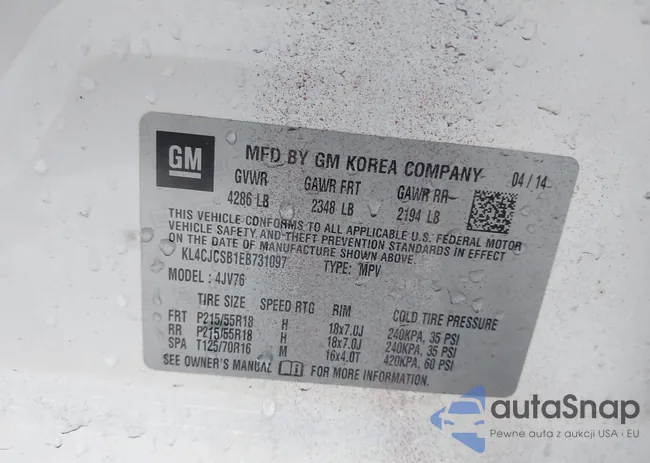 GM
MFD BY GM KOREA COMPANY 04 / 14
GVWR GAWR FRT GAWR RR
4286 LB 2348 LB 2194 LB
THIS VEHICLE CONFORMS TO ALL APPLICABLE U.S. FEDERAL MOTOR
VEHICLE SAFETY AND THEFT PREVENTION STANDARDS IN EFFECT
ON THE DATE OF MANUFACTURE SHOWN ABOVE.
KL4CJCSB1EB731097 TYPE: MPV
MODEL : 4JV76
TIRE SIZE SPEED RTG RIM COLD TIRE PRESSURE
FRT P215/55R18 H 18x7.0J 240KPA, 35 PSI
RR P215/55R18 H 18x7.0J 240KPA, 35 PSI
SPA T125/70R16 M 16x4.0T 420KPA, 60 PSI
SEE OWNER'S MANUAL FOR MORE INFORMATION
autaSnap
Pewne auta z aukcji USA i EU